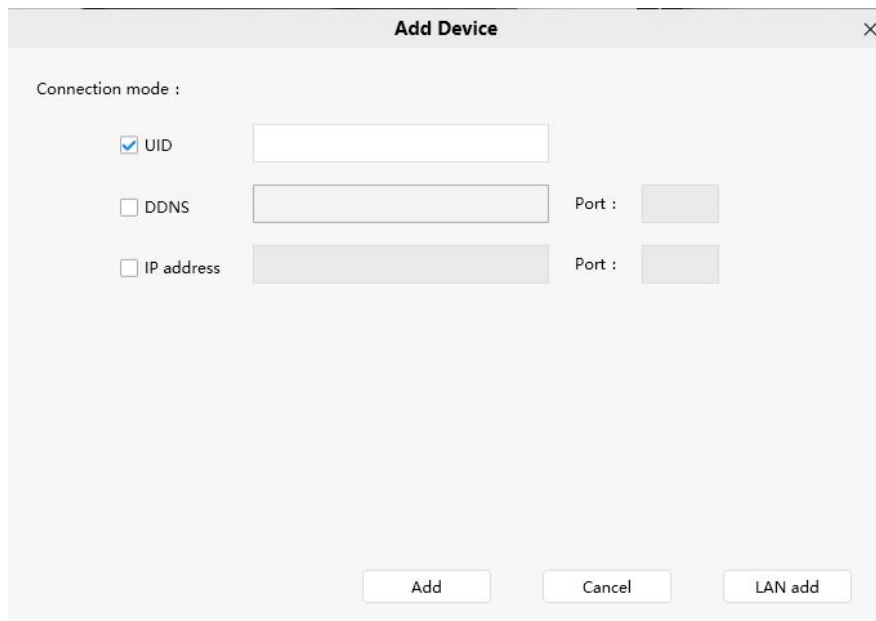 Add Device
Connection mode :
UID
DDNS Port :
IP address Port :
Add Cancel LAN add